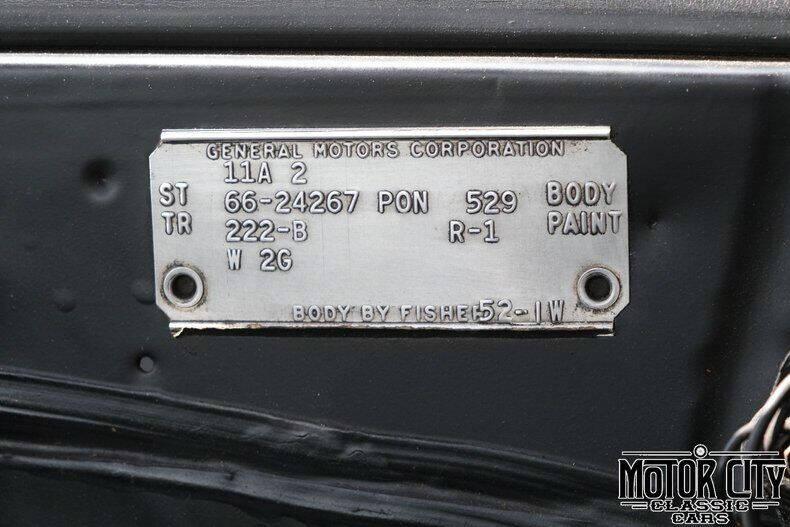 GENERAL MOTORS CORPORATION
11A 2
ST 66-24267 PON 529 BODY
TR 222-B R-1 PAINT
W 2G
BODY BY FISHER 52-1W
MOTOR CITY
CLASSIC
CARS